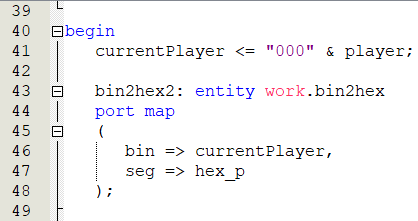 39
40 begin
41 currentPlayer <= "000" & player;
42
43 bin2hex2: entity work.bin2hex
44 port map
45 (
46 bin => currentPlayer,
47 seg => hex_p
48 );
49